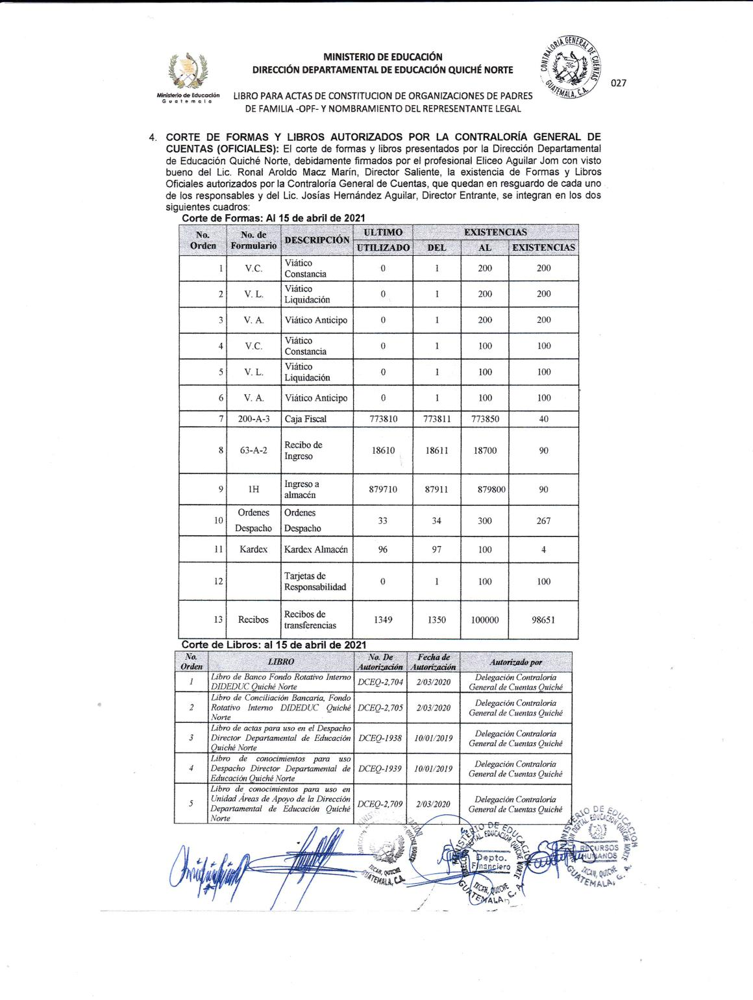 MINISTERIO DE EDUCACIÓN
DIRECCIÓN DEPARTAMENTAL DE EDUCACIÓN QUICHÉ NORTE
CONTRALORÍA GENERAL DE CUENTAS
GUATEMALA, C.A.
027
Ministerio de Educación
Guatemala
LIBRO PARA ACTAS DE CONSTITUCION DE ORGANIZACIONES DE PADRES
DE FAMILIA -OPF- Y NOMBRAMIENTO DEL REPRESENTANTE LEGAL
4. CORTE DE FORMAS Y LIBROS AUTORIZADOS POR LA CONTRALORÍA GENERAL DE
CUENTAS (OFICIALES): El corte de formas y libros presentados por la Dirección Departamental
de Educación Quiché Norte, debidamente firmados por el profesional Eliceo Aguilar Jom con visto
bueno del Lic. Ronal Aroldo Macz Marín, Director Saliente, la existencia de Formas y Libros
Oficiales autorizados por la Contraloría General de Cuentas, que quedan en resguardo de cada uno
de los responsables y del Lic. Josías Hernández Aguilar, Director Entrante, se integran en los dos
siguientes cuadros:
Corte de Formas: Al 15 de abril de 2021
No. Orden No. de Formulario DESCRIPCIÓN ULTIMO UTILIZADO EXISTENCIAS
DEL AL EXISTENCIAS
1 V.C. Viático Constancia 0 1 200 200
2 V. L. Viático Liquidación 0 1 200 200
3 V. A. Viático Anticipo 0 1 200 200
4 V.C. Viático Constancia 0 1 100 100
5 V. L. Viático Liquidación 0 1 100 100
6 V. A. Viático Anticipo 0 1 100 100
7 200-A-3 Caja Fiscal 773810 773811 773850 40
8 63-A-2 Recibo de Ingreso 18610 18611 18700 90
9 1H Ingreso a almacén 879710 87911 879800 90
10 Ordenes Despacho Ordenes Despacho 33 34 300 267
11 Kardex Kardex Almacén 96 97 100 4
12 Tarjetas de Responsabilidad 0 1 100 100
13 Recibos Recibos de transferencias 1349 1350 100000 98651
Corte de Libros: al 15 de abril de 2021
No. Orden LIBRO No. De Autorización Fecha de Autorización Autorizado por
1 Libro de Banco Fondo Rotativo Interno DIDEDUC Quiché Norte DCEQ-2,704 2/03/2020 Delegación Contraloría General de Cuentas Quiché
2 Libro de Conciliación Bancaria, Fondo Rotativo Interno DIDEDUC Quiché Norte DCEQ-2,705 2/03/2020 Delegación Contraloría General de Cuentas Quiché
3 Libro de actas para uso en el Despacho Director Departamental de Educación Quiché Norte DCEQ-1938 10/01/2019 Delegación Contraloría General de Cuentas Quiché
4 Libro de conocimientos para uso Despacho Director Departamental de Educación Quiché Norte DCEQ-1939 10/01/2019 Delegación Contraloría General de Cuentas Quiché
5 Libro de conocimientos para uso en Unidad Áreas de Apoyo de la Dirección Departamental de Educación Quiché Norte DCEQ-2,709 2/03/2020 Delegación Contraloría General de Cuentas Quiché
IXCAN, QUICHE
GUATEMALA, C.A.
MINISTERIO DE EDUCACION
DIRECCIÓN DEPTAL. EDUCACION QUICHE NORTE
Depto.
Financiero
IXCAN, QUICHE
GUATEMALA, C. A.
MINISTERIO DE EDUCACION
DIRECCIÓN DEPTAL. EDUCACION QUICHE NORTE
RECURSOS
HUMANOS
IXCAN, QUICHE
GUATEMALA, C. A.